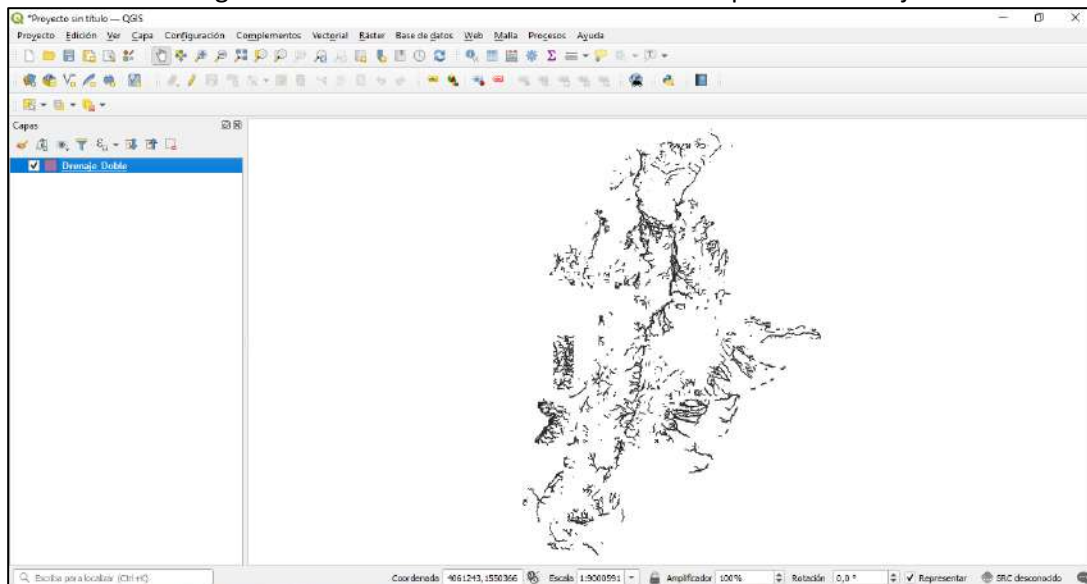 *Proyecto sin título — QGIS
Proyecto Edición Ver Capa Configuración Complementos Vectorial Ráster Base de datos Web Malla Procesos Ayuda
Capas
Drenaje Doble
Escriba para localizar (Ctrl+K)
Coordenada 4061243,1550366 Escala 1:9000591 Amplificador 100% Rotación 0,0 ° Representar SRC desconocido